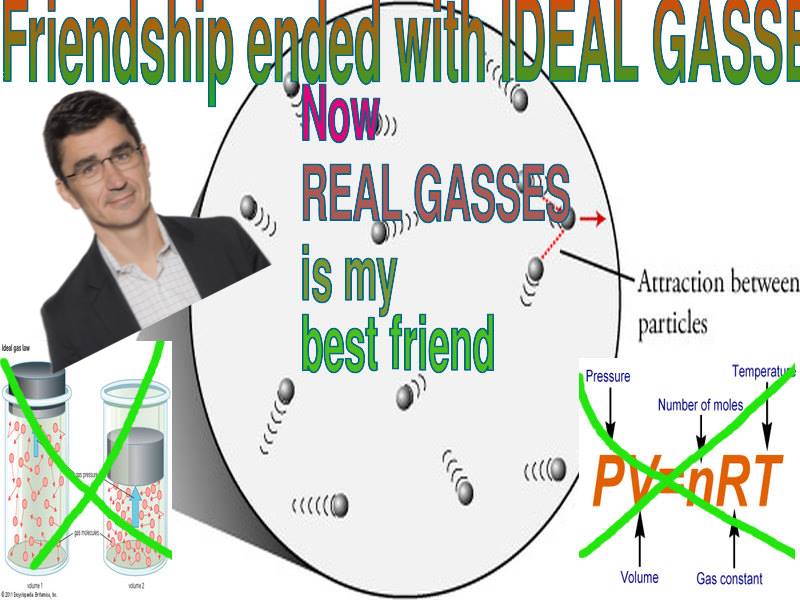 Friendship ended with IDEAL GASSE
Now
REAL GASSES
is my
best friend
Attraction between
particles
Ideal gas law
gas pressure
gas molecules
volume 1
volume 2
© 2011 Encyclopædia Britannica, Inc.
Pressure
Temperature
Number of moles
PV=nRT
Volume
Gas constant